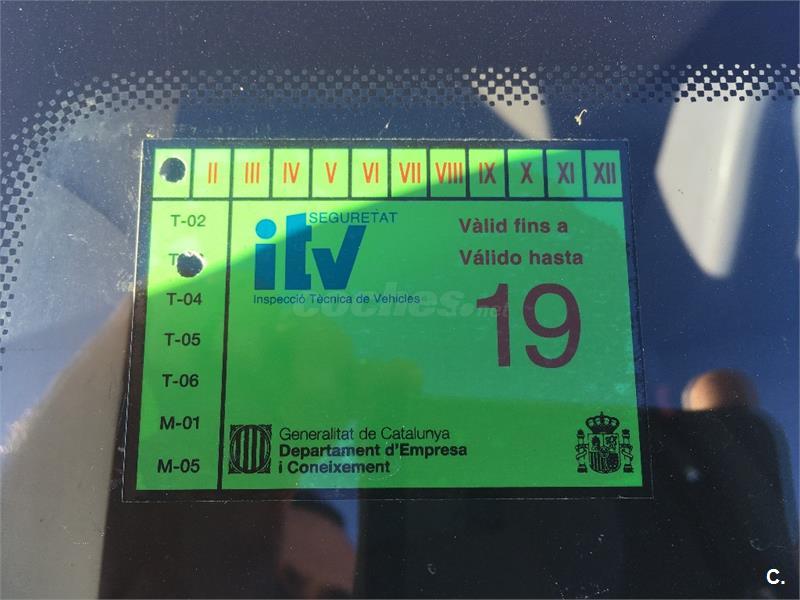 II III IV V VI VII VIII IX X XI XII
T-02
T-04
T-05
T-06
M-01
M-05
SEGURETAT
itv
Inspecció Tècnica de Vehicles
Vàlid fins a
Válido hasta
19
coches.net
Generalitat de Catalunya
Departament d'Empresa
i Coneixement
C.